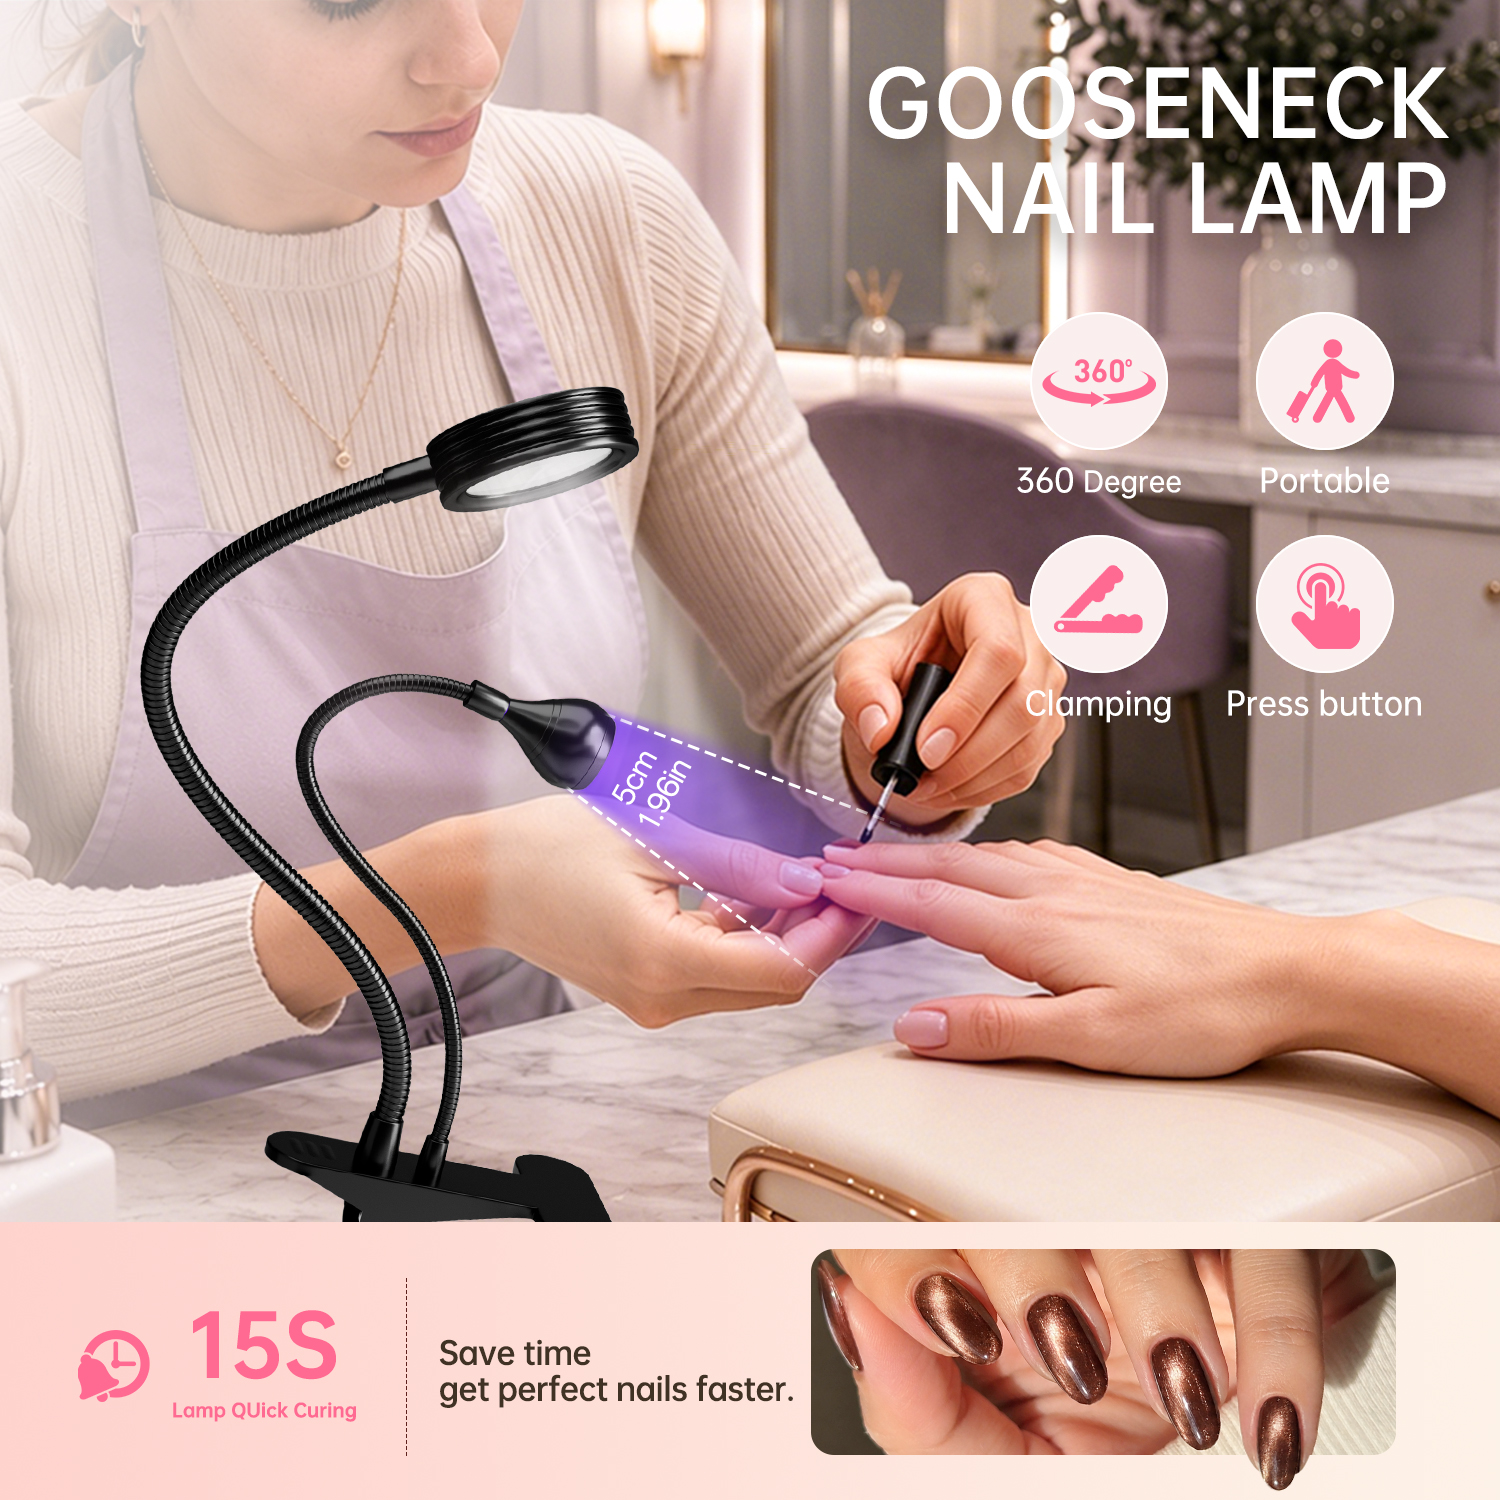 GOOSENECK
NAIL LAMP
360°
360 Degree
Portable
Clamping
Press button
5cm
1.96in
15S
Lamp QUick Curing
Save time
get perfect nails faster.